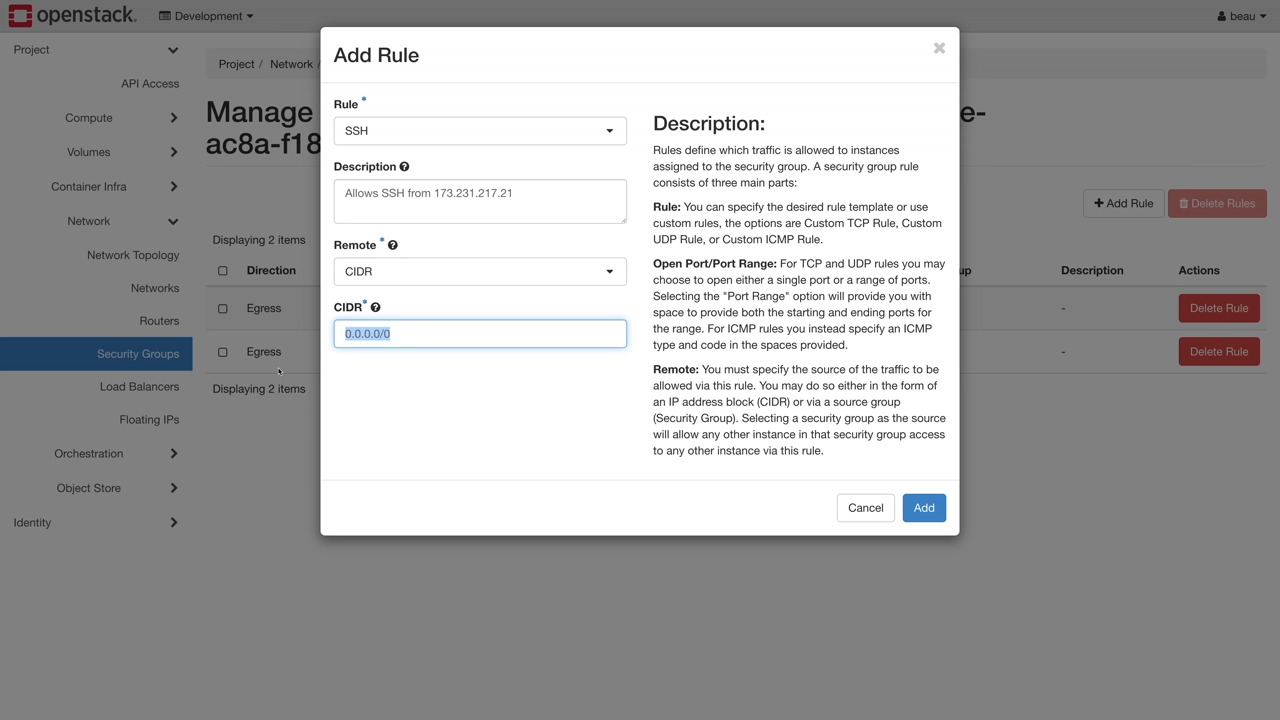 openstack.
Development
beau
Project
API Access
Compute
Volumes
Container Infra
Network
Network Topology
Networks
Routers
Security Groups
Load Balancers
Floating IPs
Orchestration
Object Store
Identity
Project / Network /
Manage
e-
ac8a-f18
Add Rule
Delete Rules
Displaying 2 items
Direction
Description
Actions
Egress
-
Delete Rule
Egress
-
Delete Rule
Displaying 2 items
Add Rule
×
Rule *
SSH
Description
Allows SSH from 173.231.217.21
Remote *
CIDR
CIDR*
0.0.0.0/0
Description:
Rules define which traffic is allowed to instances
assigned to the security group. A security group rule
consists of three main parts:
Rule: You can specify the desired rule template or use
custom rules, the options are Custom TCP Rule, Custom
UDP Rule, or Custom ICMP Rule.
Open Port/Port Range: For TCP and UDP rules you may
choose to open either a single port or a range of ports.
Selecting the "Port Range" option will provide you with
space to provide both the starting and ending ports for
the range. For ICMP rules you instead specify an ICMP
type and code in the spaces provided.
Remote: You must specify the source of the traffic to be
allowed via this rule. You may do so either in the form of
an IP address block (CIDR) or via a source group
(Security Group). Selecting a security group as the source
will allow any other instance in that security group access
to any other instance via this rule.
Cancel
Add